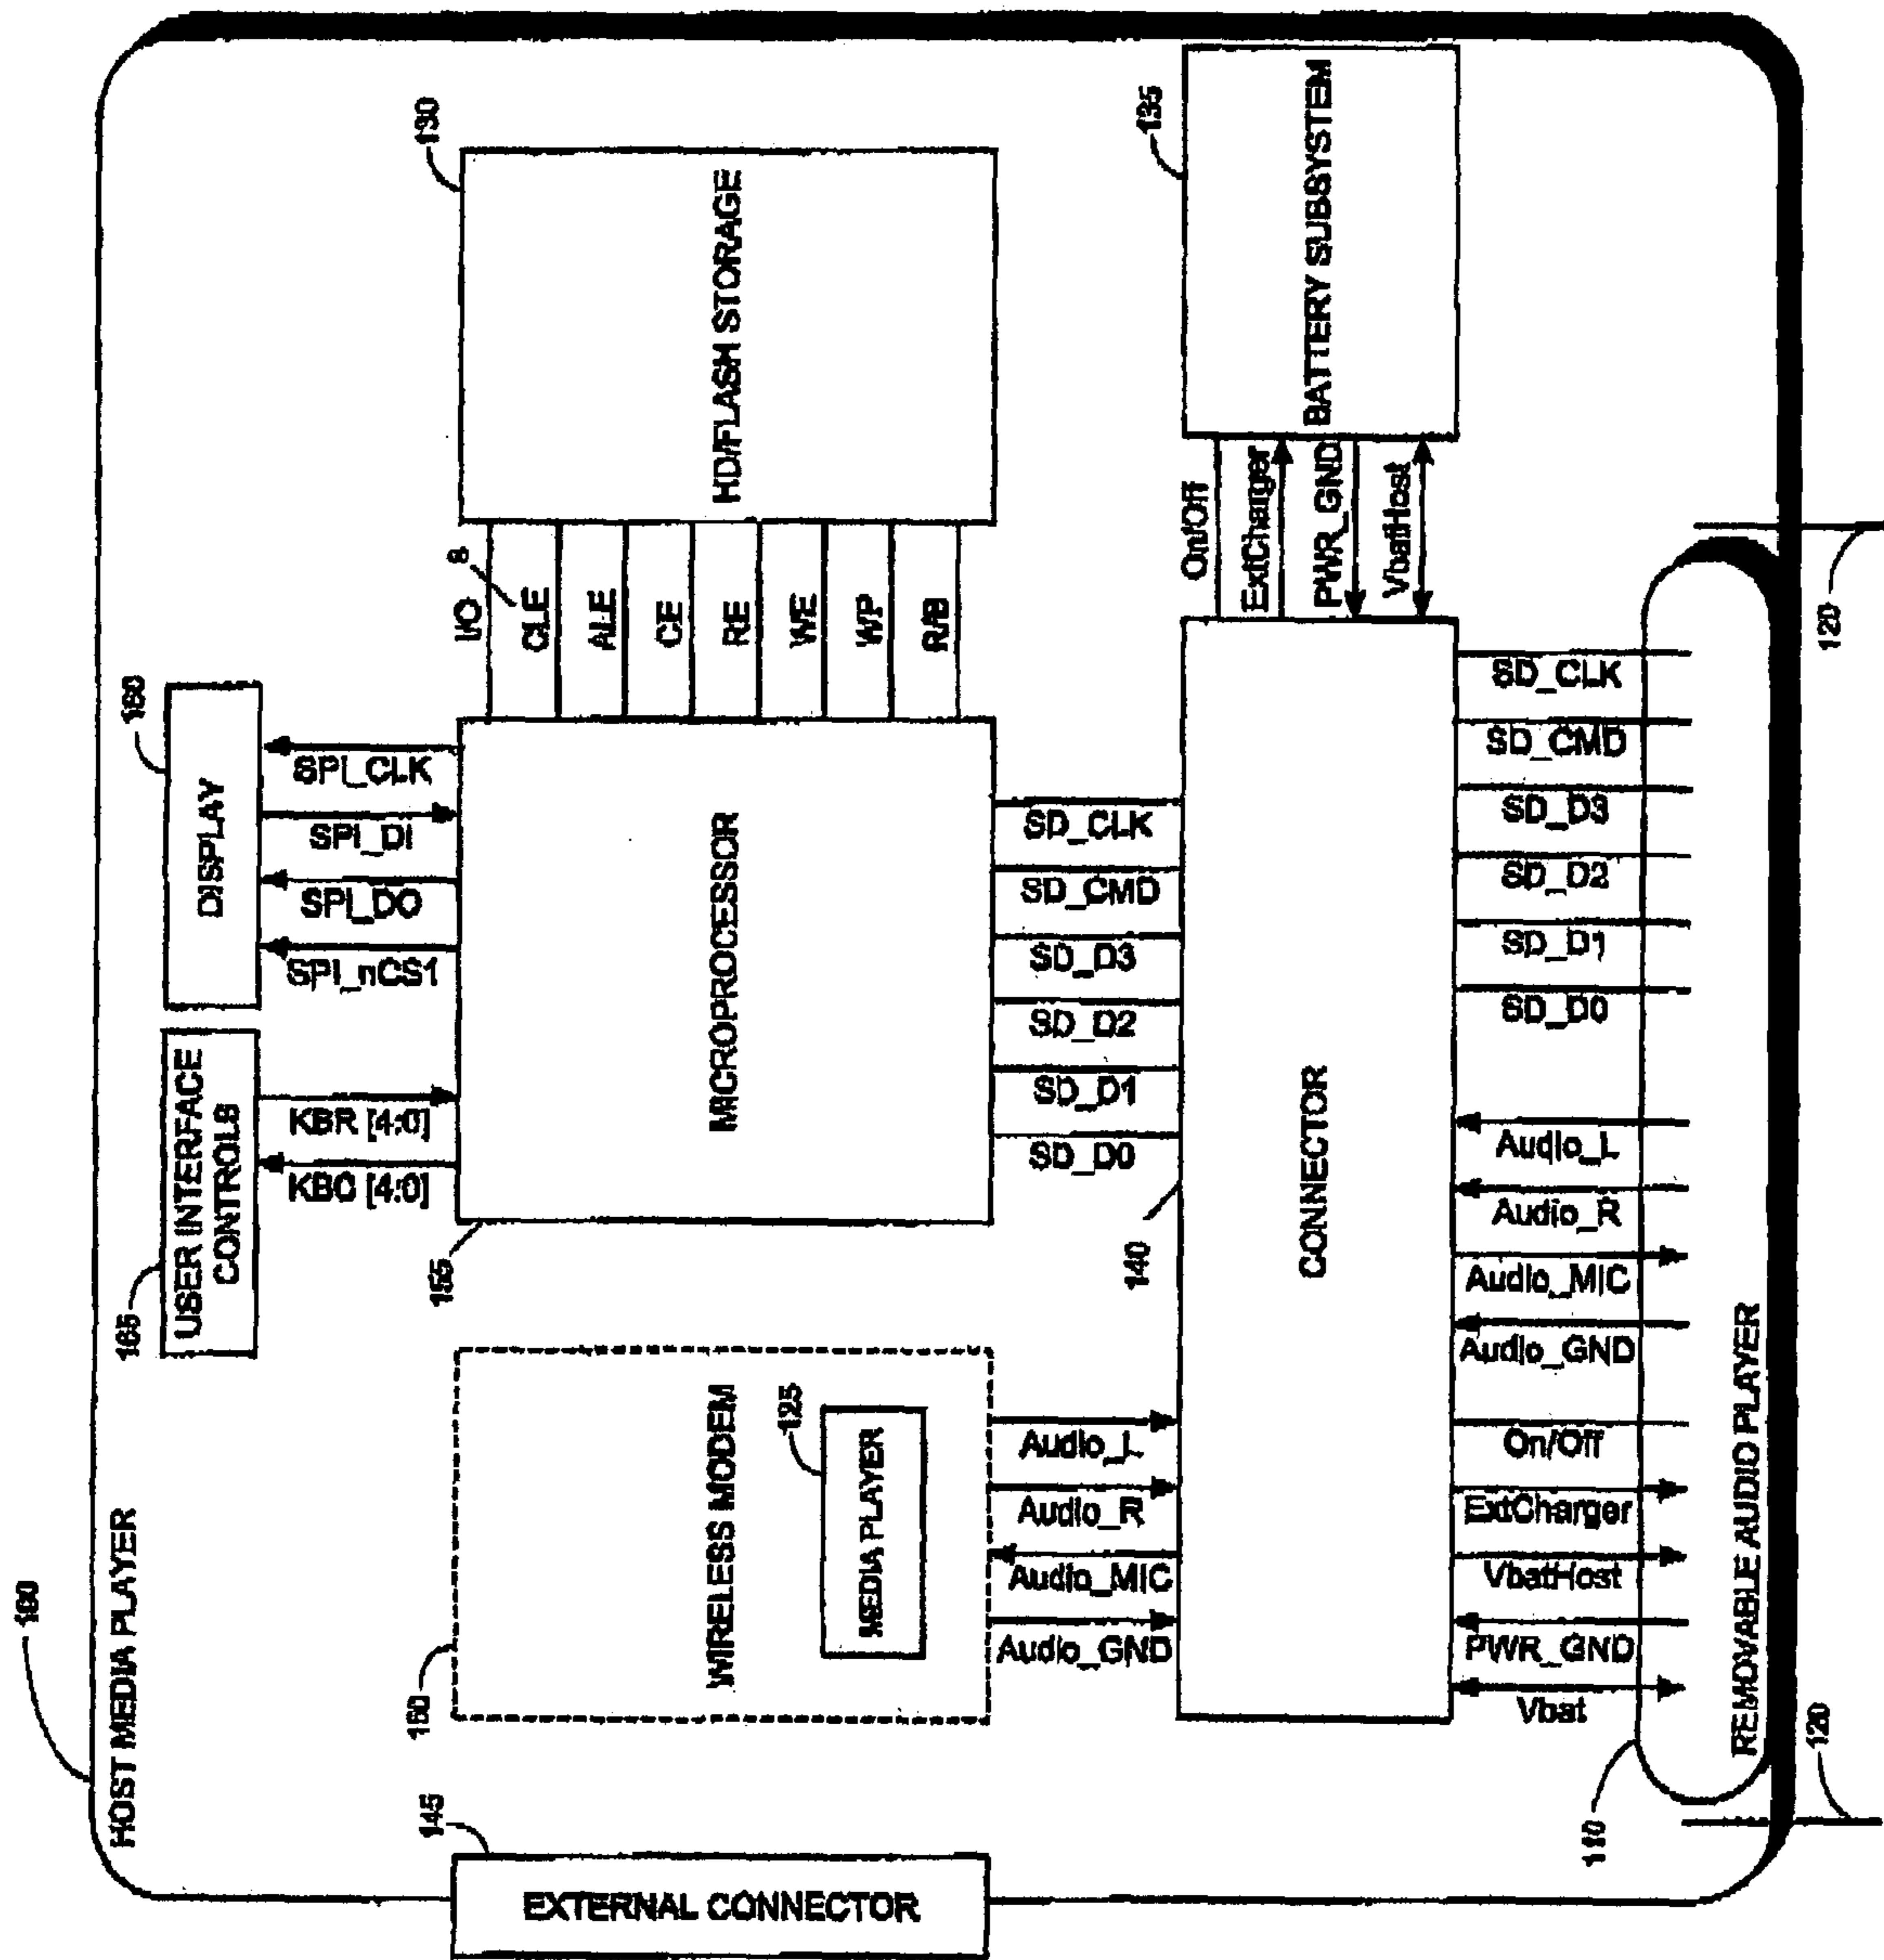 HOST MEDIA PLAYER
160
USER INTERFACE
CONTROLS
165
DISPLAY
160
KBC [4:0]
KBR [4:0]
SPI_nCS1
SPI_DO
SPI_DI
SPI_CLK
EXTERNAL CONNECTOR
145
WIRELESS MODEM
150
MEDIA PLAYER
125
MICROPROCESSOR
155
I/O
8
CLE
ALE
CE
RE
WE
WP
R/B
HD/FLASH STORAGE
130
Audio_GND
Audio_MIC
Audio_R
Audio_L
SD_D0
SD_D1
SD_D2
SD_D3
SD_CMD
SD_CLK
CONNECTOR
140
On/Off
ExtCharger
PWR_GND
VbatHost
BATTERY SUBSYSTEM
135
Vbat
PWR_GND
VbatHost
ExtCharger
On/Off
Audio_GND
Audio_MIC
Audio_R
Audio_L
SD_D0
SD_D1
SD_D2
SD_D3
SD_CMD
SD_CLK
110
REMOVABLE AUDIO PLAYER
120
120